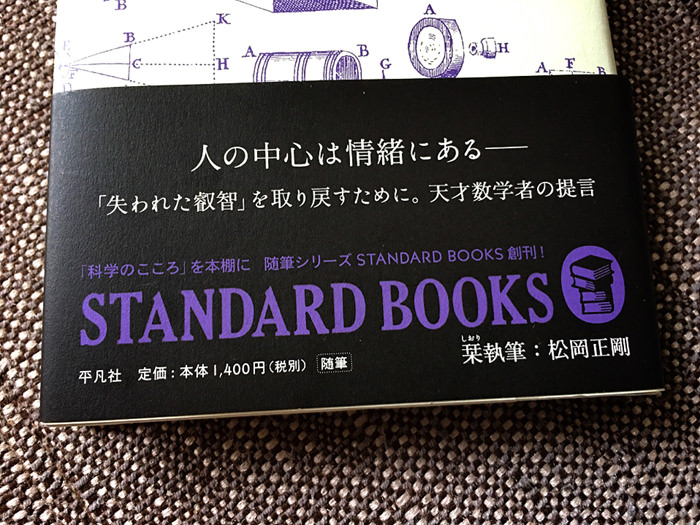 K
B
E
C
H
A
B
A
H
G
A
F
B
人の中心は情緒にある──
「失われた叡智」を取り戻すために。天才数学者の提言
「科学のこころ」を本棚に 随筆シリーズ STANDARD BOOKS 創刊!
STANDARD BOOKS
平凡社 定価:本体1,400円(税別) 随筆
しおり
栞執筆:松岡正剛